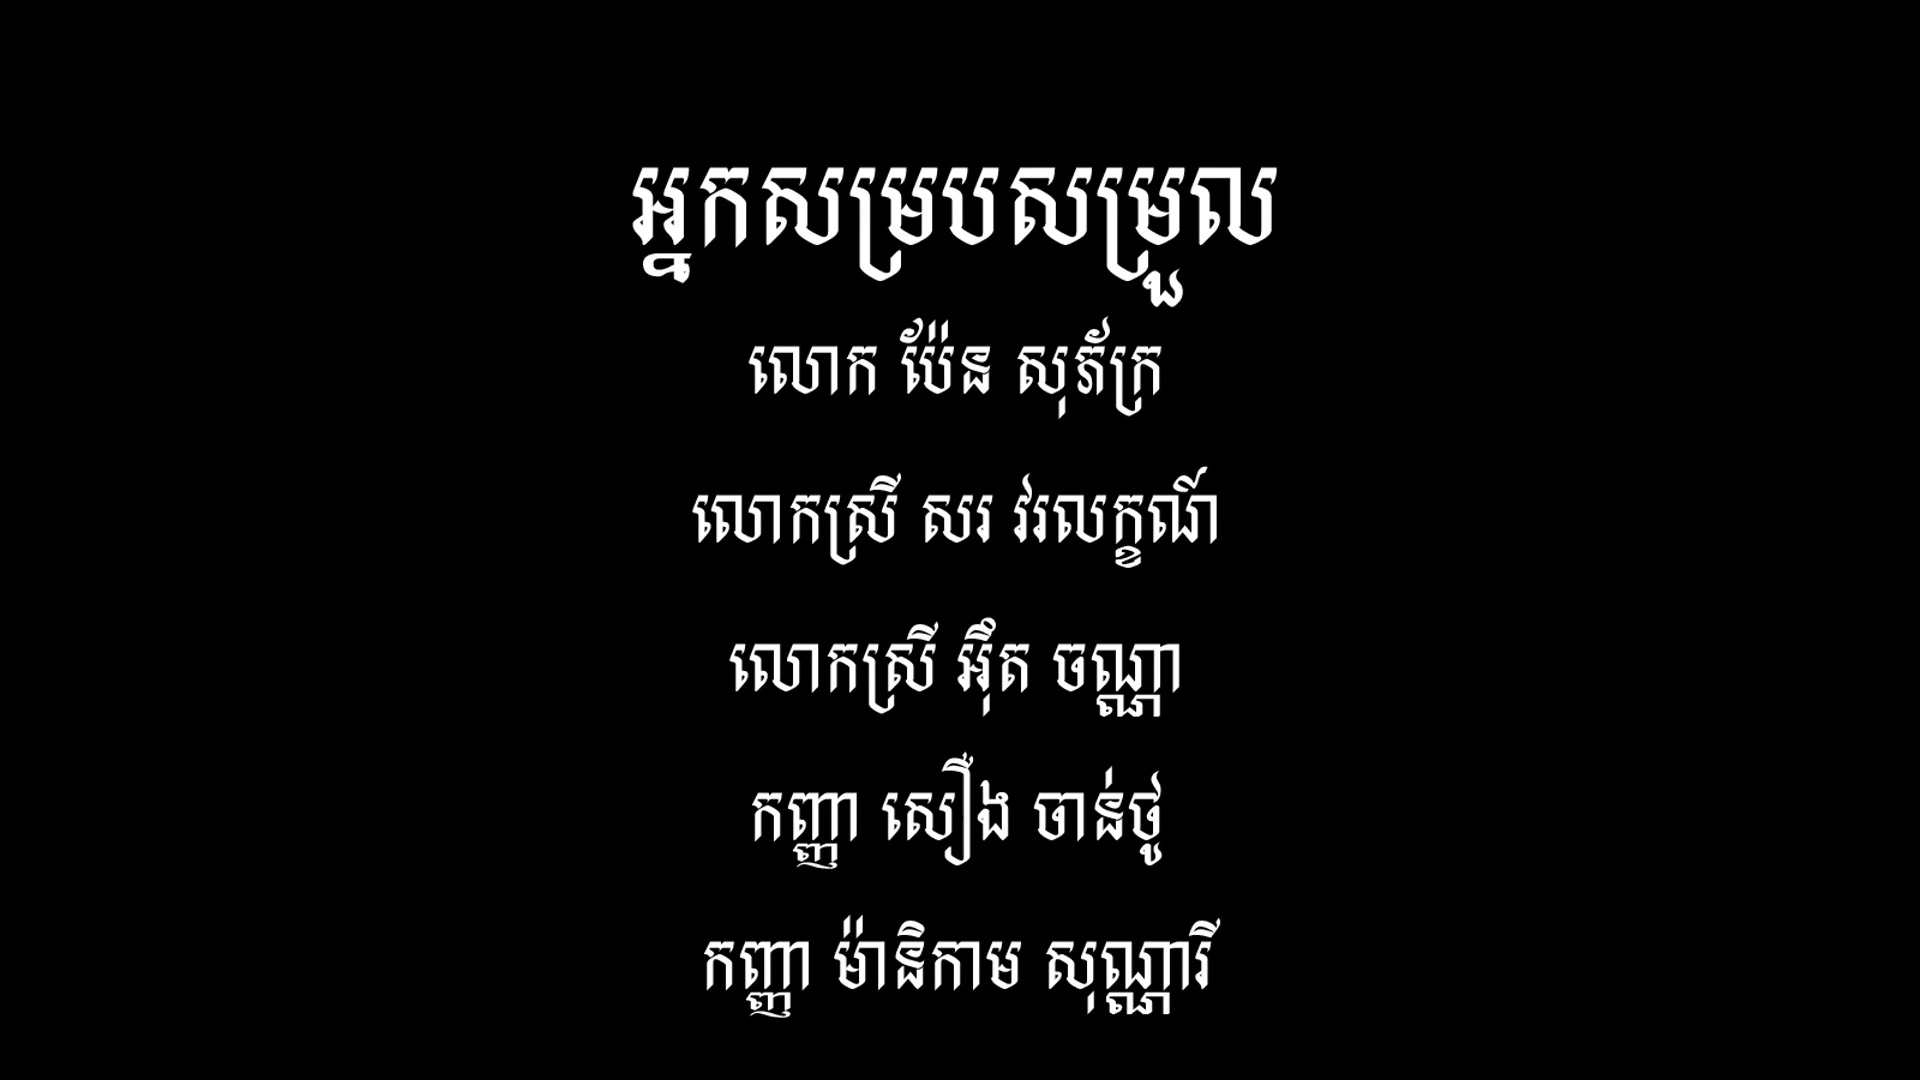 អ្នកសម្របសម្រួល
លោក ប៉ែន សុភ័ក្រ
លោកស្រី សរ វរលក្ខណ៍
លោកស្រី អ៊ឹត ចណ្ណា
កញ្ញា សឿង ចាន់ថូ
កញ្ញា ម៉ានិកាម សុណ្ណារី